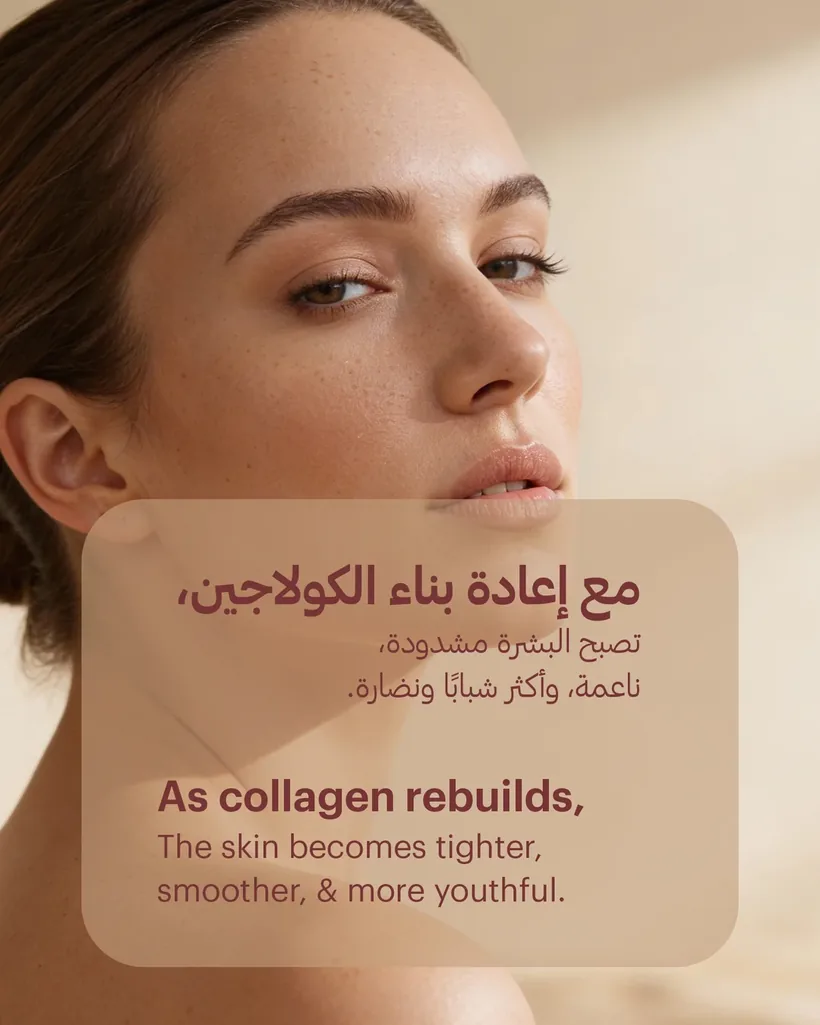 مع إعادة بناء الكولاجين،
تصبح البشرة مشدودة،
ناعمة، وأكثر شبابًا ونضارة.
As collagen rebuilds,
The skin becomes tighter,
smoother, & more youthful.